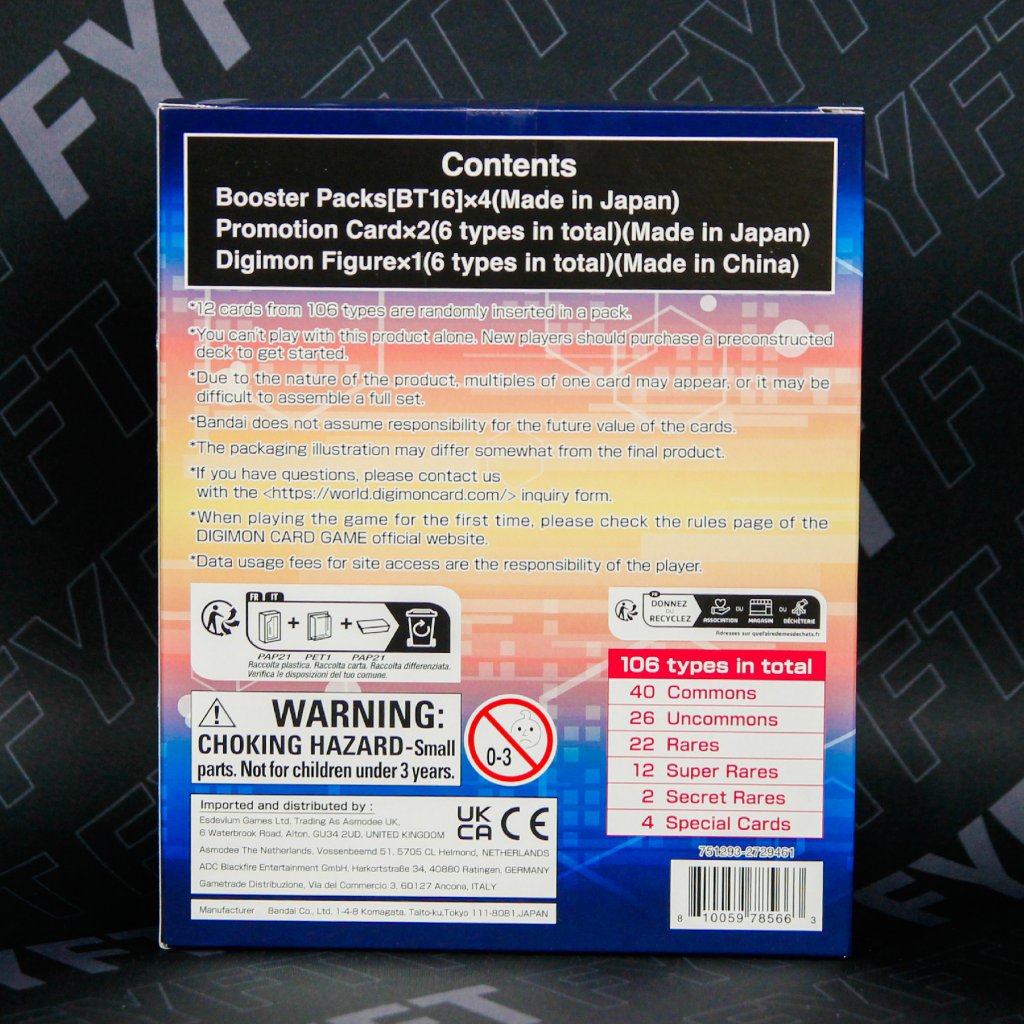 FYFT
Contents
Booster Packs[BT16]×4(Made in Japan)
Promotion Card×2(6 types in total)(Made in Japan)
Digimon Figure×1(6 types in total)(Made in China)
*12 cards from 106 types are randomly inserted in a pack.
*You can't play with this product alone. New players should purchase a preconstructed
deck to get started.
*Due to the nature of the product, multiples of one card may appear, or it may be
difficult to assemble a full set.
*Bandai does not assume responsibility for the future value of the cards.
*The packaging illustration may differ somewhat from the final product.
*If you have questions, please contact us
with the <https://world.digimoncard.com/> inquiry form.
*When playing the game for the first time, please check the rules page of the
DIGIMON CARD GAME official website.
*Data usage fees for site access are the responsibility of the player.
FR IT
+ +
PAP21 PET1 PAP21
Raccolta plastica. Raccolta carta. Raccolta differenziata.
Verifica le disposizioni del tuo comune.
FR
DONNEZ
OU
RECYCLEZ
ASSOCIATION OU MAGASIN OU DÉCHÈTERIE
Adresses sur quefairedemesdechets.fr
106 types in total
40 Commons
26 Uncommons
22 Rares
12 Super Rares
2 Secret Rares
4 Special Cards
WARNING:
CHOKING HAZARD-Small
parts. Not for children under 3 years.
0-3
Imported and distributed by :
Esdevium Games Ltd, Trading As Asmodee UK,
6 Waterbrook Road, Alton, GU34 2UD, UNITED KINGDOM
UK
CA
CE
Asmodee The Netherlands, Vossenbeemd 51, 5705 CL Helmond, NETHERLANDS
ADC Blackfire Entertainment GmbH, Harkortstraße 34, 40880 Ratingen, GERMANY
Gametrade Distribuzione, Via del Commercio 3, 60127 Ancona, ITALY
Manufacturer Bandai Co., Ltd. 1-4-8 Komagata, Taito-ku,Tokyo 111-8081,JAPAN
751293-2729461
8 10059 78566 3